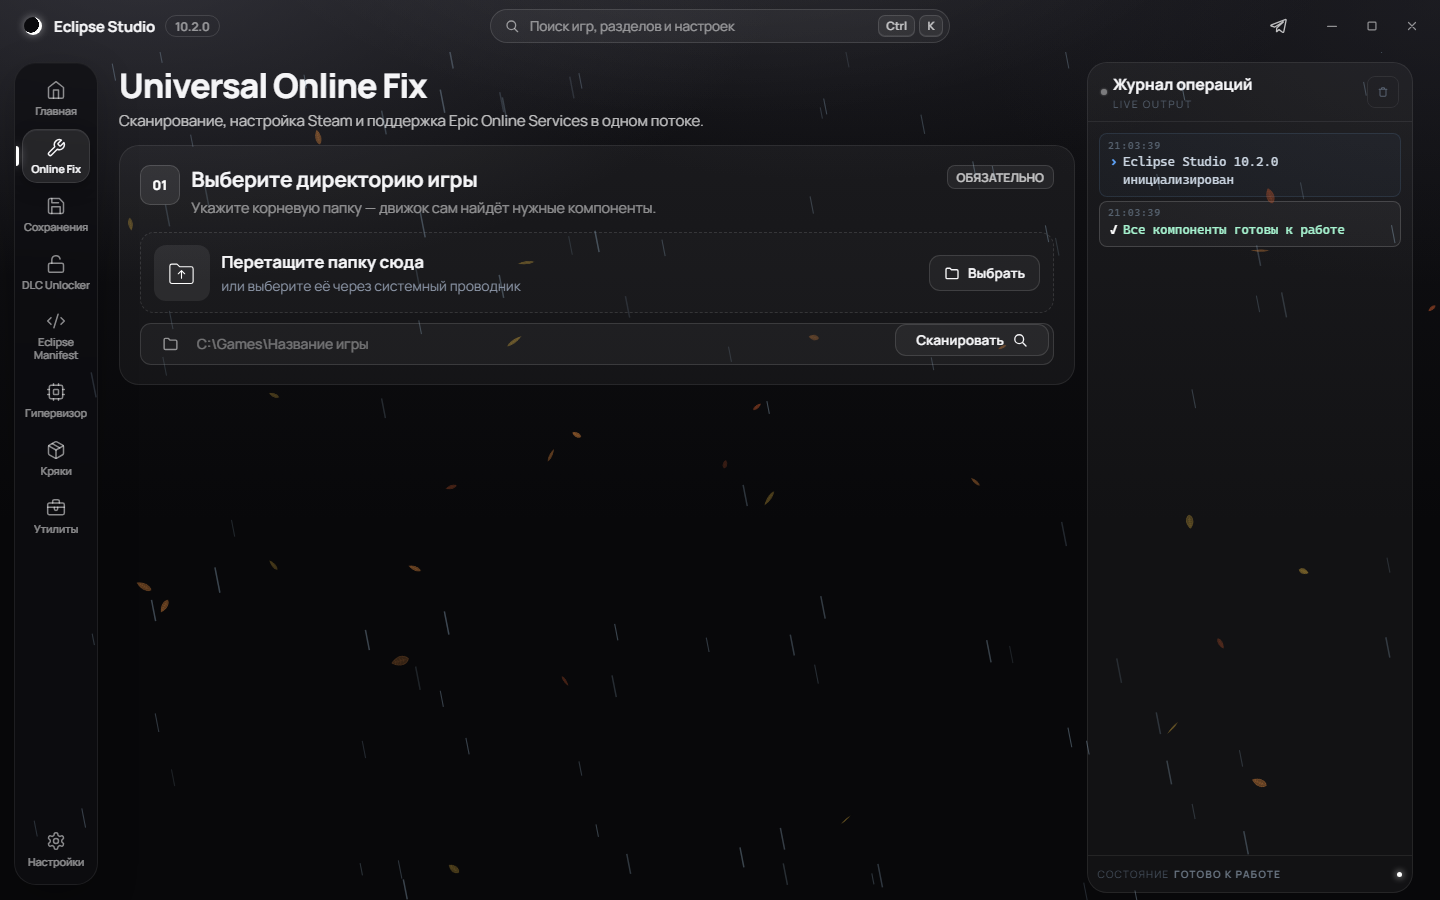 Eclipse Studio 10.2.0
Поиск игр, разделов и настроек Ctrl K
Главная
Online Fix
Сохранения
DLC Unlocker
Eclipse
Manifest
Гипервизор
Кряки
Утилиты
Настройки
Universal Online Fix
Сканирование, настройка Steam и поддержка Epic Online Services в одном потоке.
01 Выберите директорию игры ОБЯЗАТЕЛЬНО
Укажите корневую папку — движок сам найдёт нужные компоненты.
Перетащите папку сюда
или выберите её через системный проводник
Выбрать
C:\Games\Название игры
Сканировать
Журнал операций
LIVE OUTPUT
21:03:39
› Eclipse Studio 10.2.0
инициализирован
21:03:39
✓ Все компоненты готовы к работе
СОСТОЯНИЕ ГОТОВО К РАБОТЕ